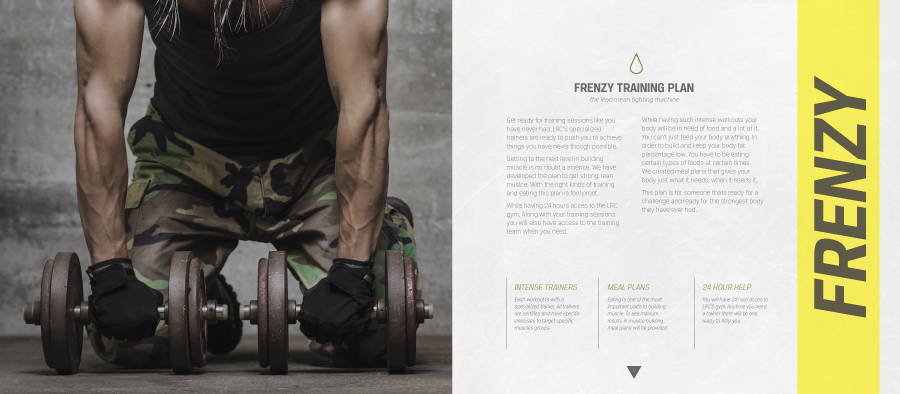 FRENZY TRAINING PLAN
the lean mean fighting machine
Get ready for training sessions like you
have never had. LRC'S specialized
trainers are ready to push you to achieve
things you have never though possible.
Getting to the next level in building
muscle is no doubt a science. We have
developed the plan to get strong, lean
muslce. With the right kinds of training
and eating this plan is foolproof.
While having 24 hours acces to the LRC
gym. Along with your training sessions
you will also have access to the training
team when you need.
While having such intense workouts your
body will be in need of food and a lot of it.
You can't just feed your body anything. In
order to build and keep your body fat
percentage low. You have to be eating
certain types of foods at certain times.
We created meal plans that gives your
body just what it needs, when it needs it.
This plan is for someone thats ready for a
challenge and ready for the strongest body
they have ever had.
INTENSE TRAINERS
Each workout is with a
specialized trainer. All trainers
are certified and have specific
exercises to target specific
muscles groups.
MEAL PLANS
Eating is one of the most
important parts to building
muscle. To see maxium
results in muslce building
meal plans will be provided.
24 HOUR HELP
You will have 24 hour acces to
LRC'S gym. Anytime you need
a trainer there will be one
ready to help you.
FRENZY